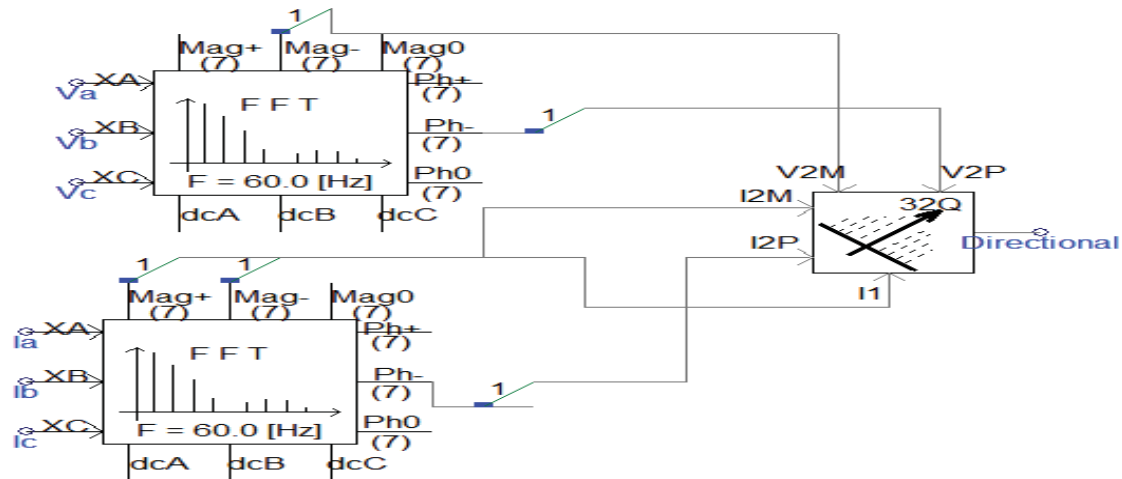 1
Mag+ Mag- Mag0
(7) (7) (7)
XA Ph+
Va (7)
F F T 1
XB Ph-
Vb (7)
XC Ph0
Vc F = 60.0 [Hz] (7)
dcA dcB dcC
V2M V2P
I2M 32Q
I2P Directional
I1
1 1
Mag+ Mag- Mag0
(7) (7) (7)
XA Ph+
Ia (7)
F F T
XB Ph- 1
Ib (7)
XC Ph0
Ic F = 60.0 [Hz] (7)
dcA dcB dcC